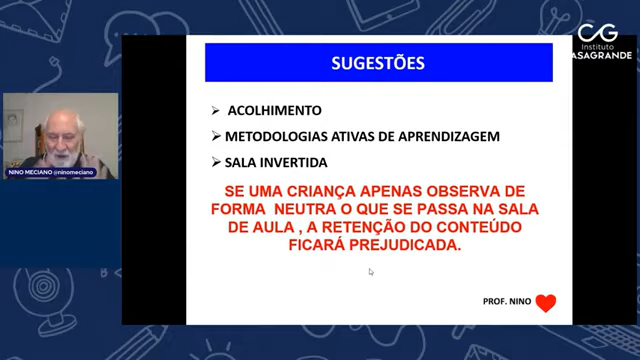 CG
Instituto
CASAGRANDE
SUGESTÕES
➢ ACOLHIMENTO
➢ METODOLOGIAS ATIVAS DE APRENDIZAGEM
➢ SALA INVERTIDA
SE UMA CRIANÇA APENAS OBSERVA DE
FORMA NEUTRA O QUE SE PASSA NA SALA
DE AULA , A RETENÇÃO DO CONTEÚDO
FICARÁ PREJUDICADA.
PROF. NINO
NINO MECIANO @ninomeciano